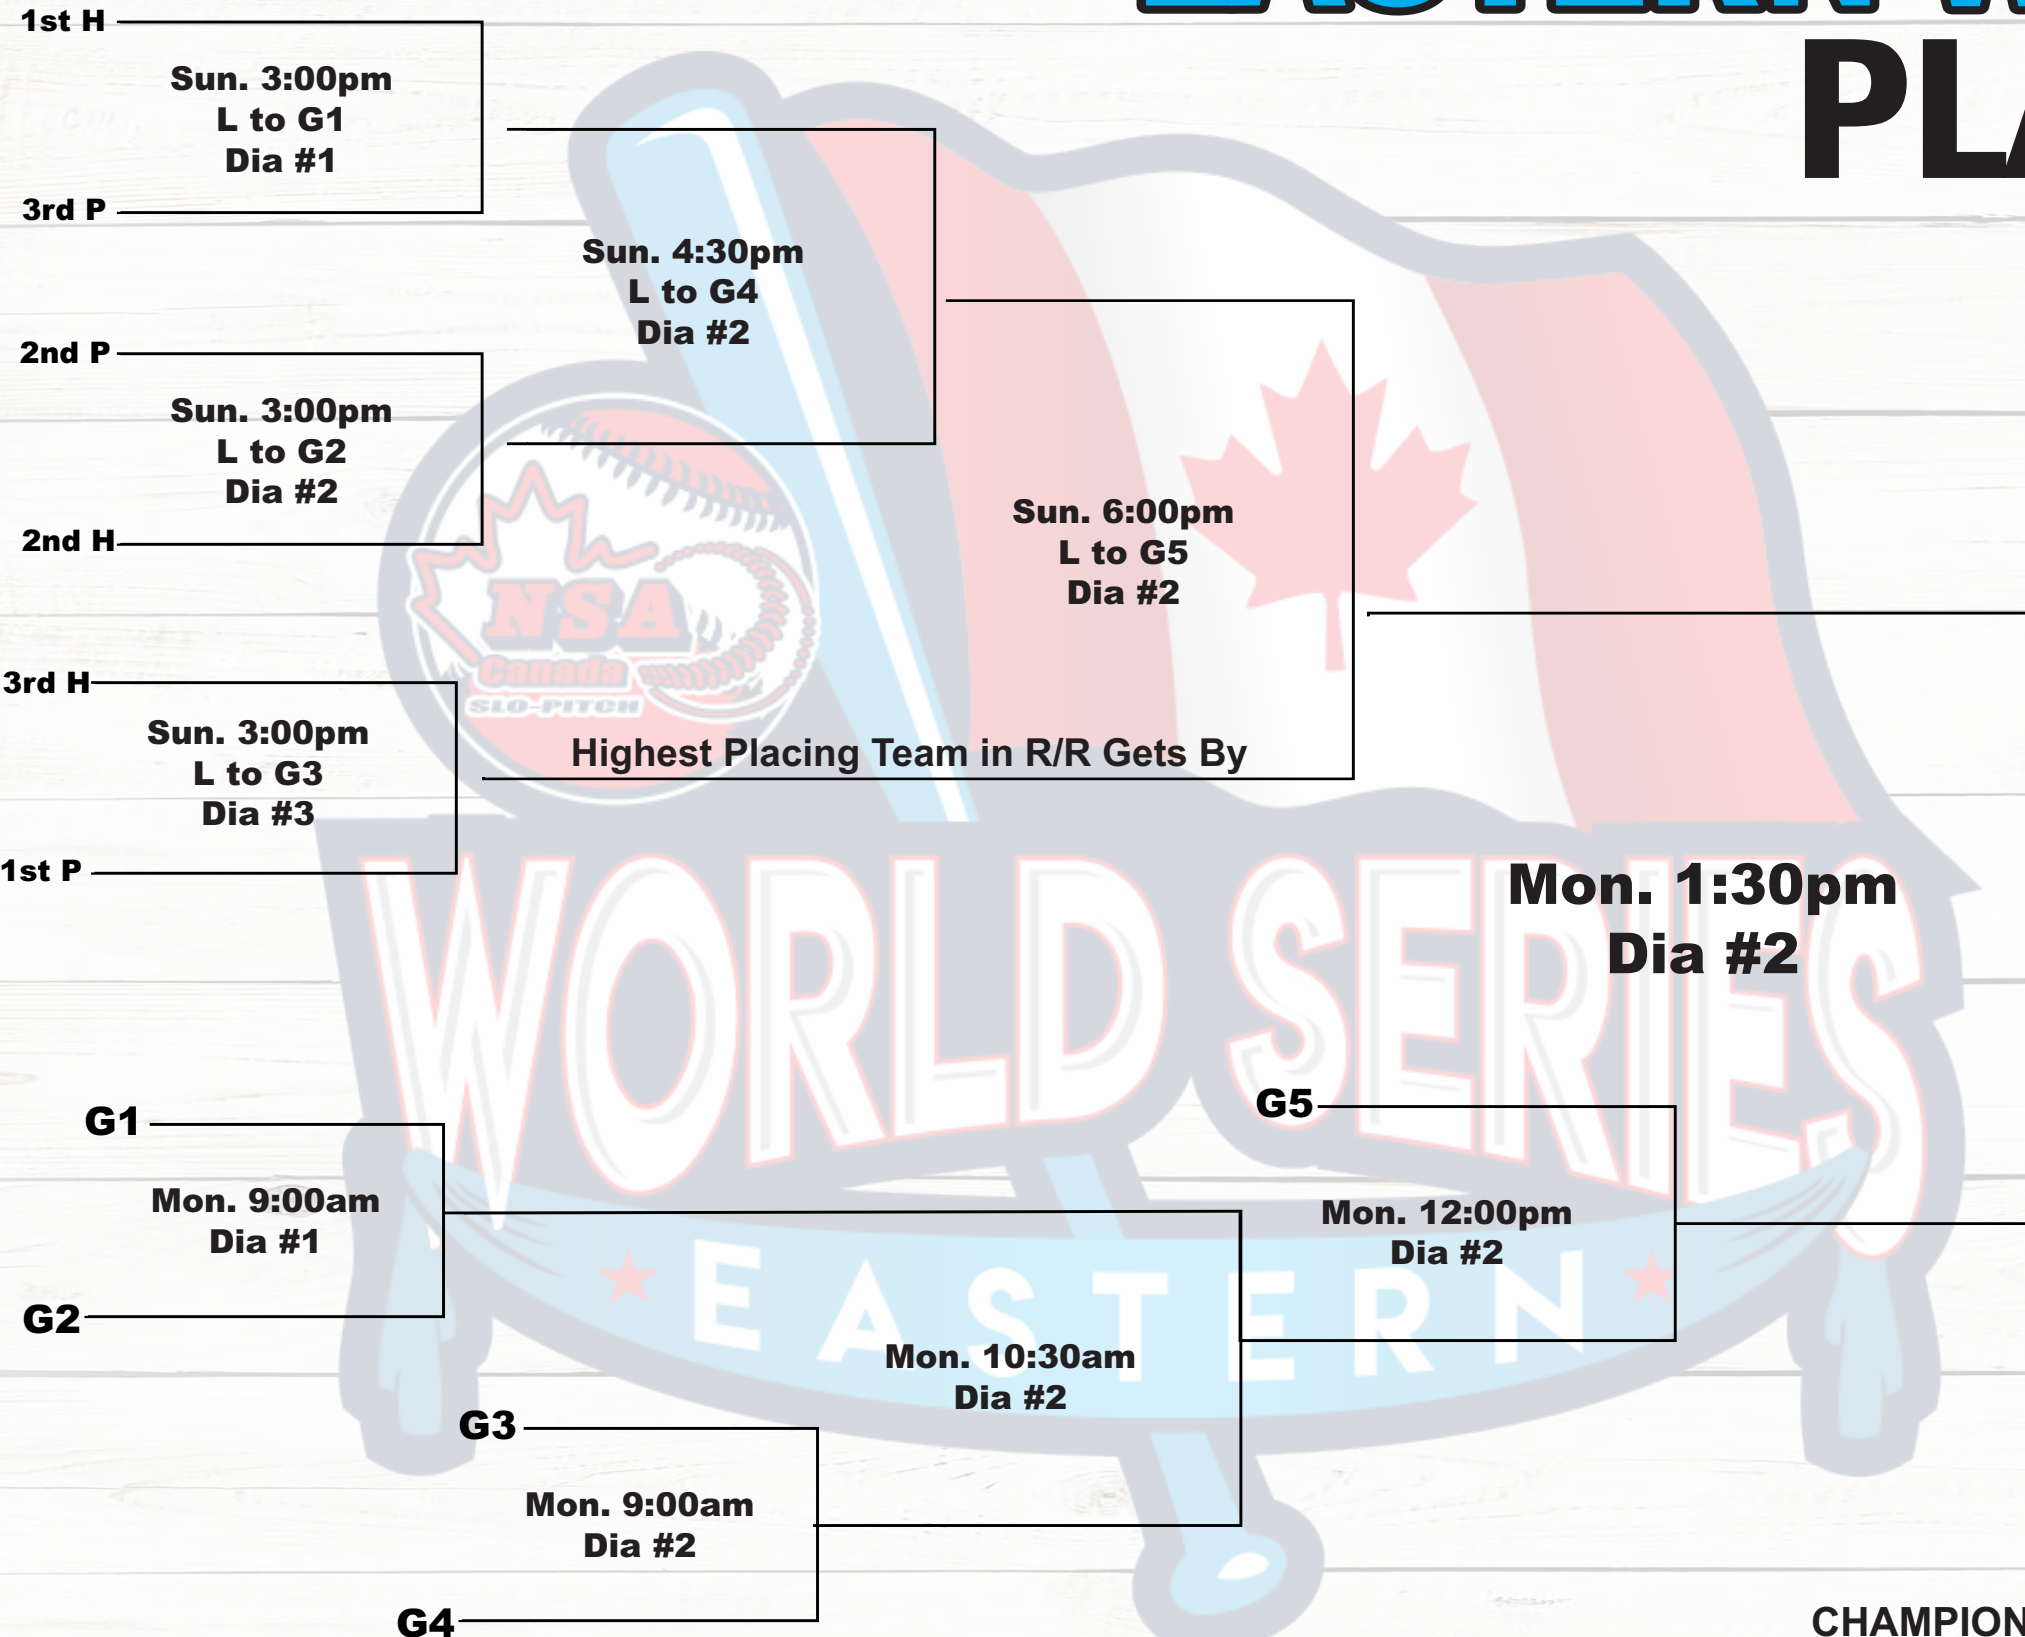 1st H
Sun. 3:00pm
L to G1
Dia #1
3rd P
Sun. 4:30pm
L to G4
Dia #2
2nd P
Sun. 3:00pm
L to G2
Dia #2
2nd H
Sun. 6:00pm
L to G5
Dia #2
3rd H
Sun. 3:00pm
L to G3
Dia #3
1st P
Highest Placing Team in R/R Gets By
NSA
Canada
SLO-PITCH
WORLD SERIES
EASTERN
Mon. 1:30pm
Dia #2
G1
Mon. 9:00am
Dia #1
G2
G5
Mon. 12:00pm
Dia #2
Mon. 10:30am
Dia #2
G3
Mon. 9:00am
Dia #2
G4
EASTERN W
PLA
CHAMPION